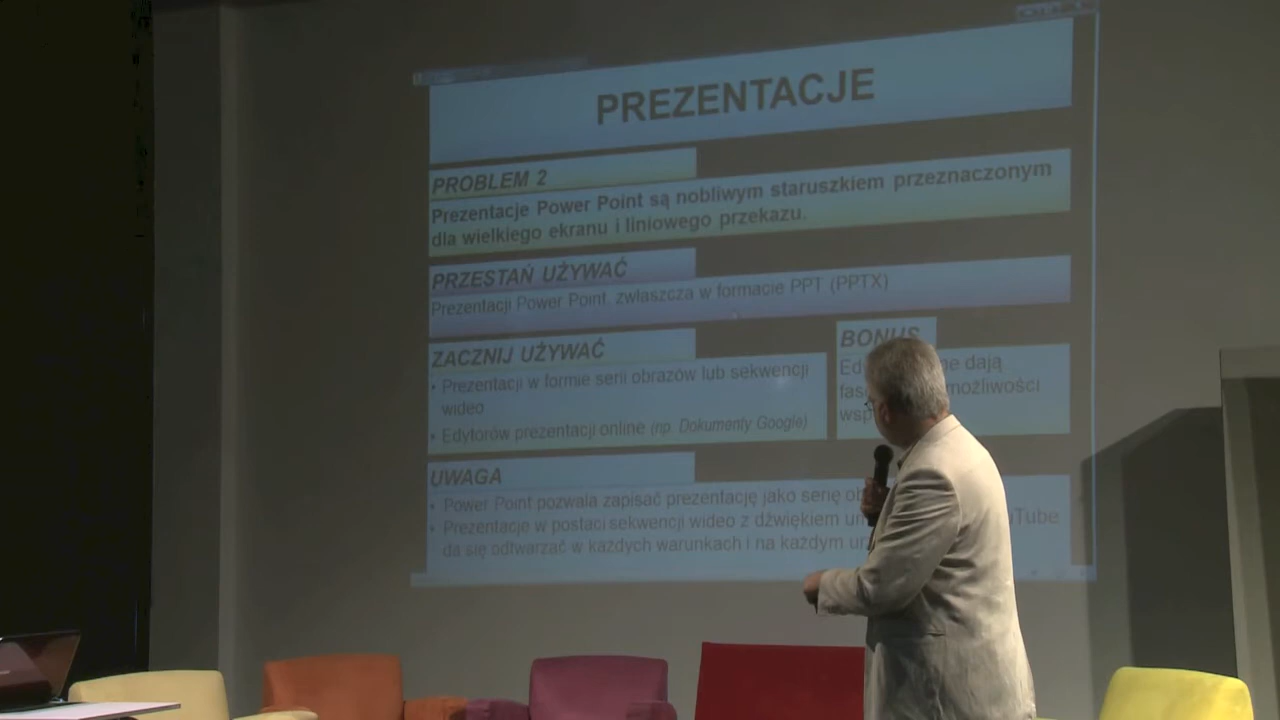 PREZENTACJE
PROBLEM 2
Prezentacje Power Point są nobliwym staruszkiem przeznaczonym
dla wielkiego ekranu i liniowego przekazu.
PRZESTAŃ UŻYWAĆ
Prezentacji Power Point, zwłaszcza w formacie PPT (PPTX)
ZACZNIJ UŻYWAĆ
• Prezentacji w formie serii obrazów lub sekwencji
wideo
• Edytorów prezentacji online (np. Dokumenty Google)
BONUS
dają
możliwości
UWAGA
• Power Point pozwala zapisać prezentację jako serię
• Prezentacje w postaci sekwencji wideo z dźwiękiem
da się odtwarzać w każdych warunkach i na każdym